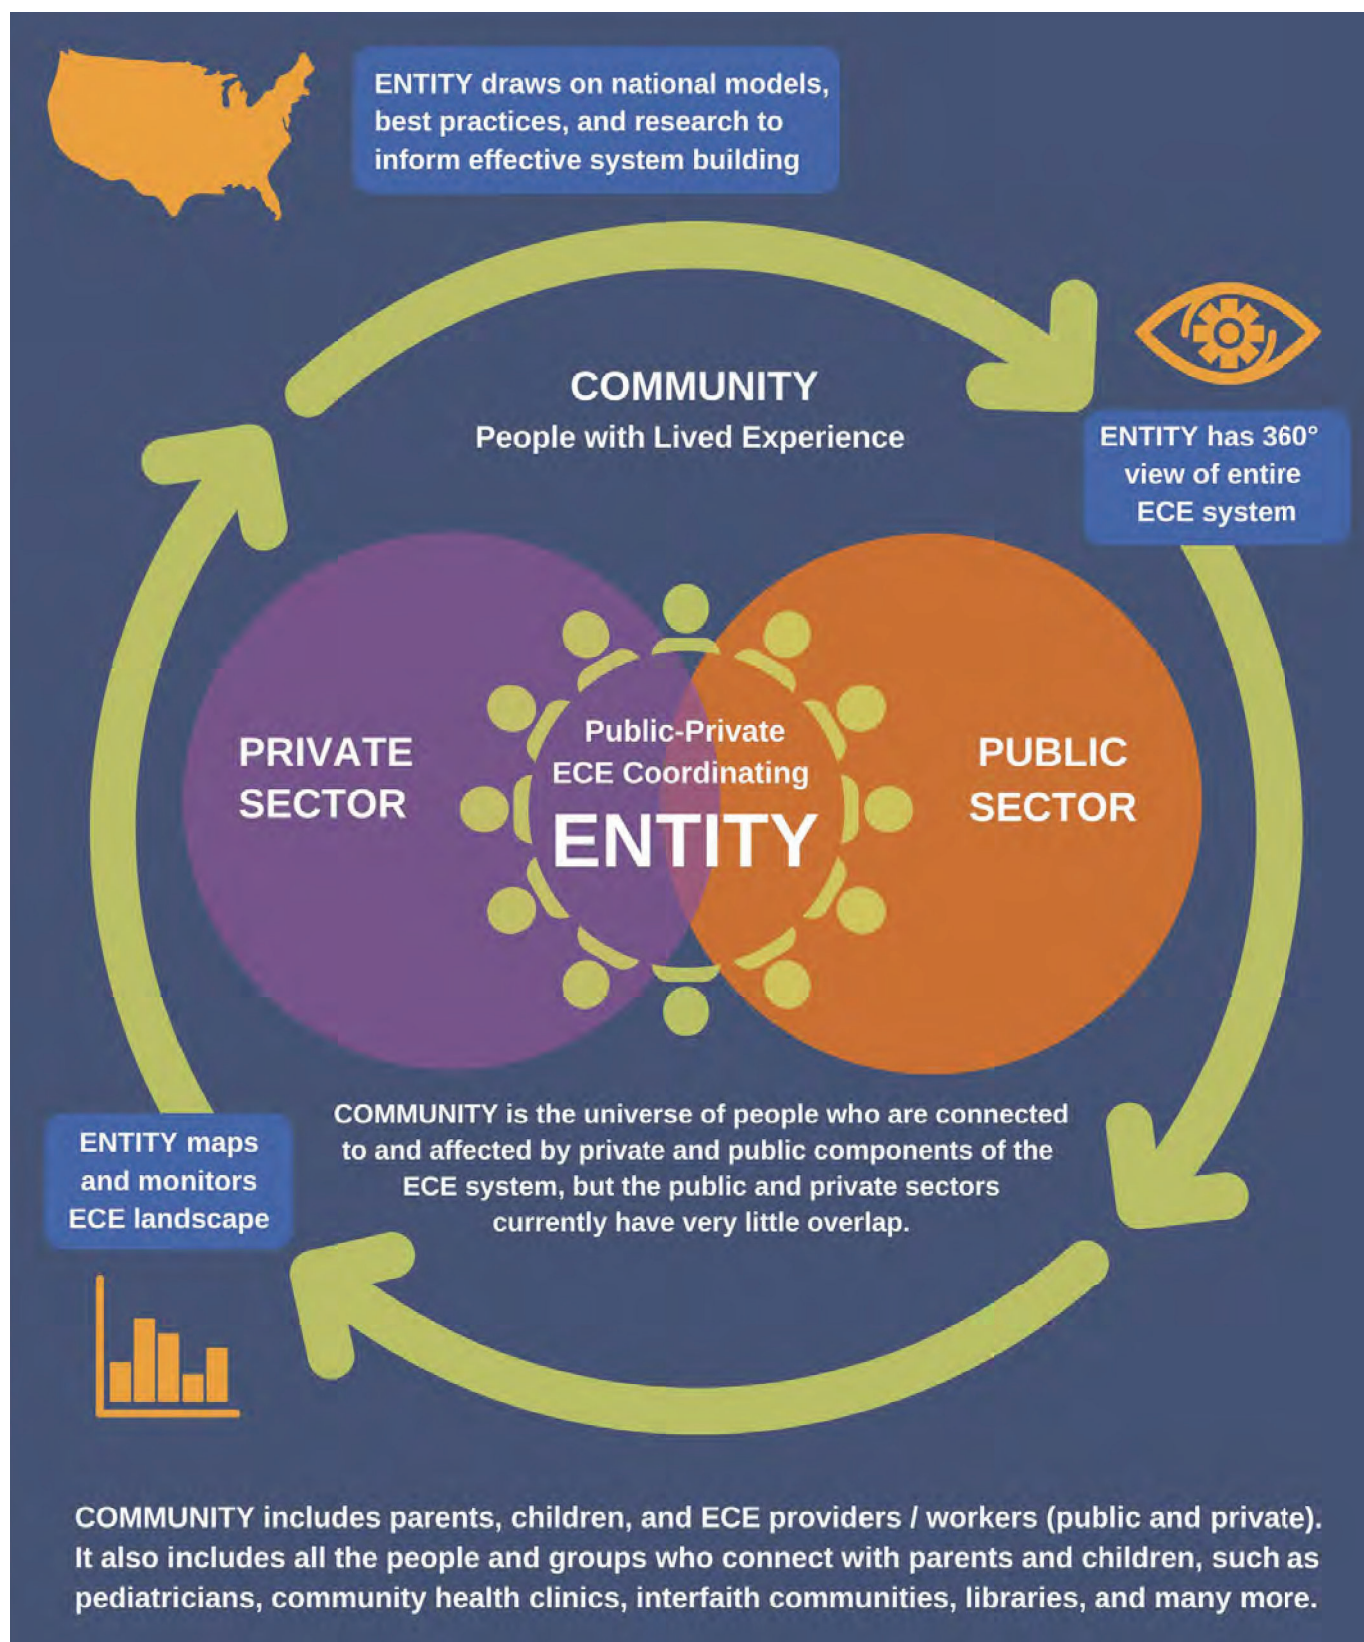 ENTITY draws on national models,
best practices, and research to
inform effective system building
COMMUNITY
People with Lived Experience
ENTITY has 360°
view of entire
ECE system
PRIVATE
SECTOR
Public-Private
ECE Coordinating
ENTITY
PUBLIC
SECTOR
COMMUNITY is the universe of people who are connected
to and affected by private and public components of the
ECE system, but the public and private sectors
currently have very little overlap.
ENTITY maps
and monitors
ECE landscape
COMMUNITY includes parents, children, and ECE providers / workers (public and private).
It also includes all the people and groups who connect with parents and children, such as
pediatricians, community health clinics, interfaith communities, libraries, and many more.